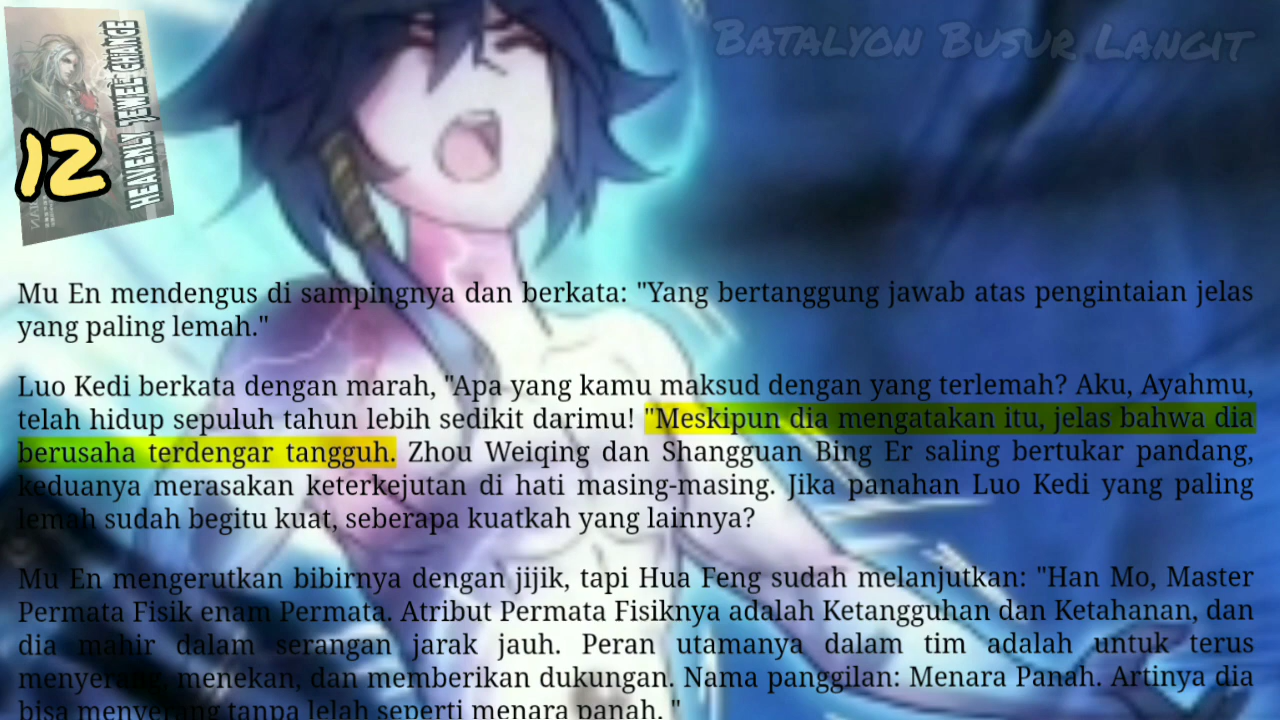 Batalyon Busur Langit
HEAVENLY JEWEL CHANGE
12
Mu En mendengus di sampingnya dan berkata: "Yang bertanggung jawab atas pengintaian jelas
yang paling lemah."
Luo Kedi berkata dengan marah, "Apa yang kamu maksud dengan yang terlemah? Aku, Ayahmu,
telah hidup sepuluh tahun lebih sedikit darimu! "Meskipun dia mengatakan itu, jelas bahwa dia
berusaha terdengar tangguh. Zhou Weiqing dan Shangguan Bing Er saling bertukar pandang,
keduanya merasakan keterkejutan di hati masing-masing. Jika panahan Luo Kedi yang paling
lemah sudah begitu kuat, seberapa kuatkah yang lainnya?
Mu En mengerutkan bibirnya dengan jijik, tapi Hua Feng sudah melanjutkan: "Han Mo, Master
Permata Fisik enam Permata. Atribut Permata Fisiknya adalah Ketangguhan dan Ketahanan, dan
dia mahir dalam serangan jarak jauh. Peran utamanya dalam tim adalah untuk terus
menyerang, menekan, dan memberikan dukungan. Nama panggilan: Menara Panah. Artinya dia
bisa menyerang tanpa lelah seperti menara panah. "